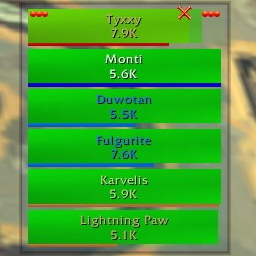 Tyxxy
7.9K
Monti
5.6K
Duwotan
5.5K
Fulgurite
7.6K
Karvelis
5.9K
Lightning Paw
5.1K